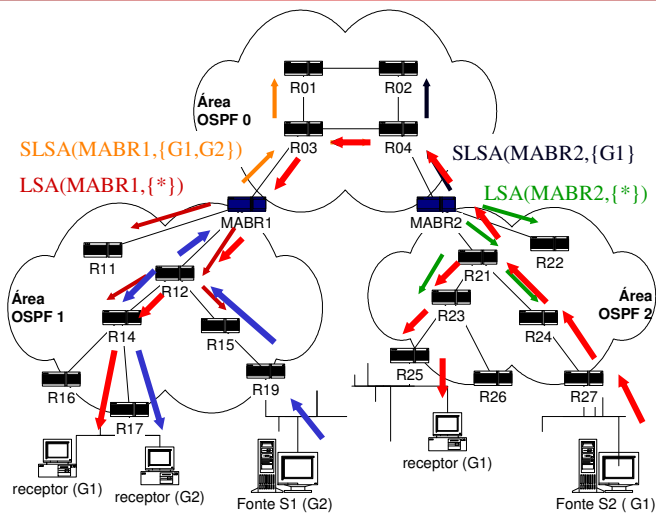 R01
R02
Área
OSPF 0
R03
R04
SLSA(MABR1,{G1,G2})
SLSA(MABR2,{G1}
LSA(MABR1,{*})
LSA(MABR2,{*})
MABR1
MABR2
R11
R22
R12
R21
Área
OSPF 1
Área
OSPF 2
R23
R14
R15
R24
R25
R16
R19
R26
R27
R17
receptor (G1)
receptor (G1)
receptor (G2)
Fonte S1 (G2)
Fonte S2 ( G1)